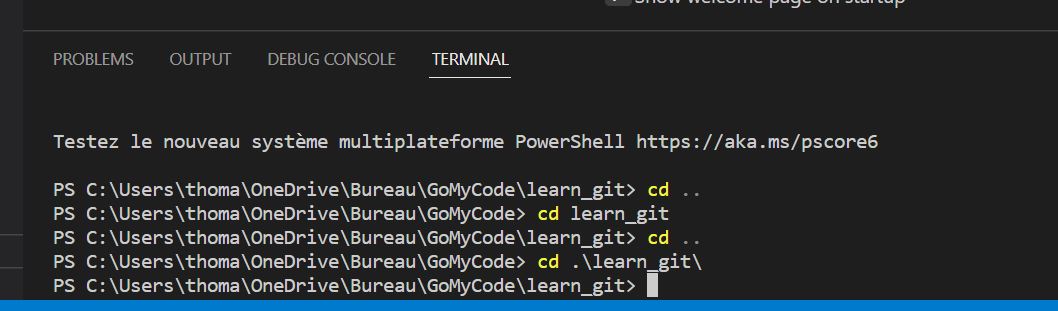 Show welcome page on startup
PROBLEMS OUTPUT DEBUG CONSOLE TERMINAL
Testez le nouveau système multiplateforme PowerShell https://aka.ms/pscore6
PS C:\Users\thoma\OneDrive\Bureau\GoMyCode\learn_git> cd ..
PS C:\Users\thoma\OneDrive\Bureau\GoMyCode> cd learn_git
PS C:\Users\thoma\OneDrive\Bureau\GoMyCode\learn_git> cd ..
PS C:\Users\thoma\OneDrive\Bureau\GoMyCode> cd .\learn_git\
PS C:\Users\thoma\OneDrive\Bureau\GoMyCode\learn_git>